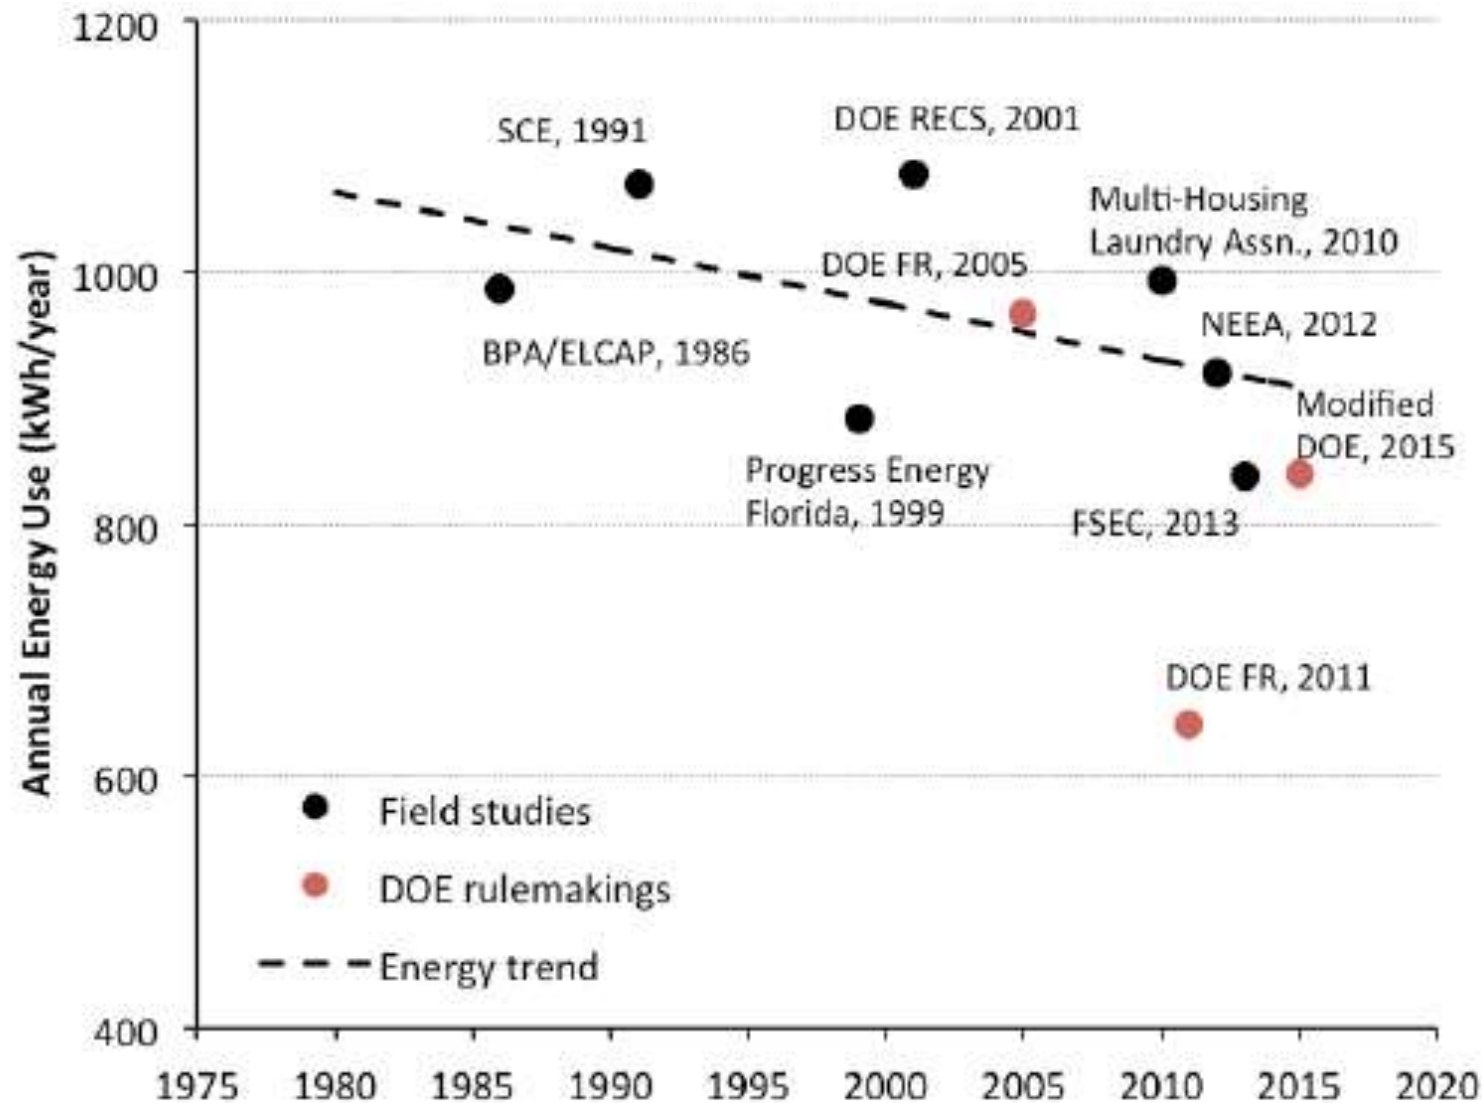 1200
SCE, 1991
DOE RECS, 2001
Multi-Housing
Laundry Assn., 2010
1000
DOE FR, 2005
NEEA, 2012
BPA/ELCAP, 1986
Modified
DOE, 2015
Progress Energy
Florida, 1999
FSEC, 2013
800
DOE FR, 2011
600
Annual Energy Use (kWh/year)
Field studies
DOE rulemakings
Energy trend
400
1975 1980 1985 1990 1995 2000 2005 2010 2015 2020